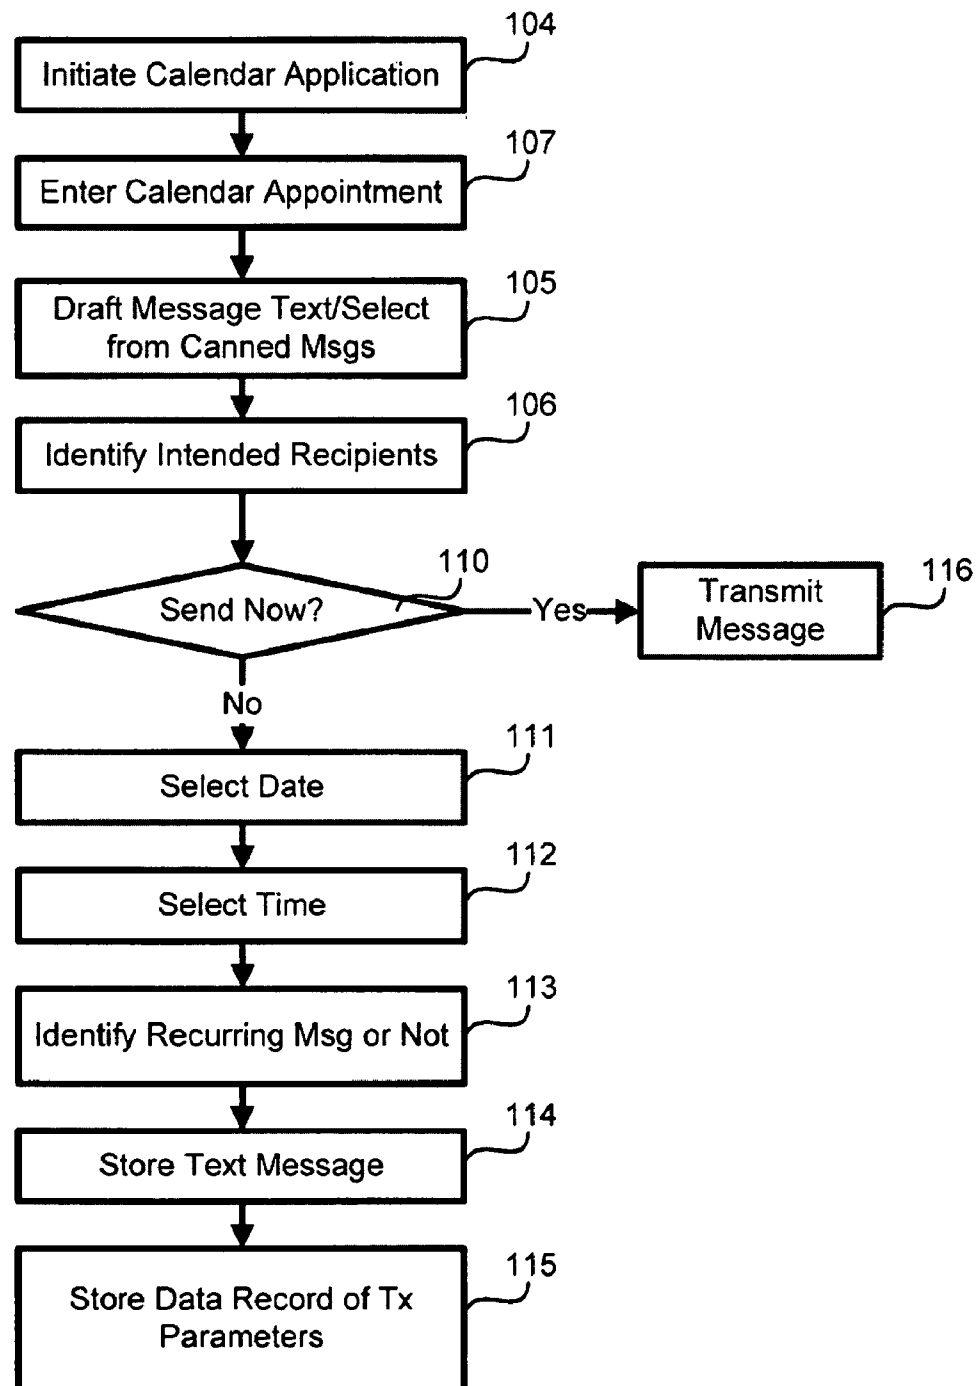 104
Initiate Calendar Application
107
Enter Calendar Appointment
105
Draft Message Text/Select
from Canned Msgs
106
Identify Intended Recipients
110
Send Now?
Yes
Transmit
Message
116
No
111
Select Date
112
Select Time
113
Identify Recurring Msg or Not
114
Store Text Message
115
Store Data Record of Tx
Parameters